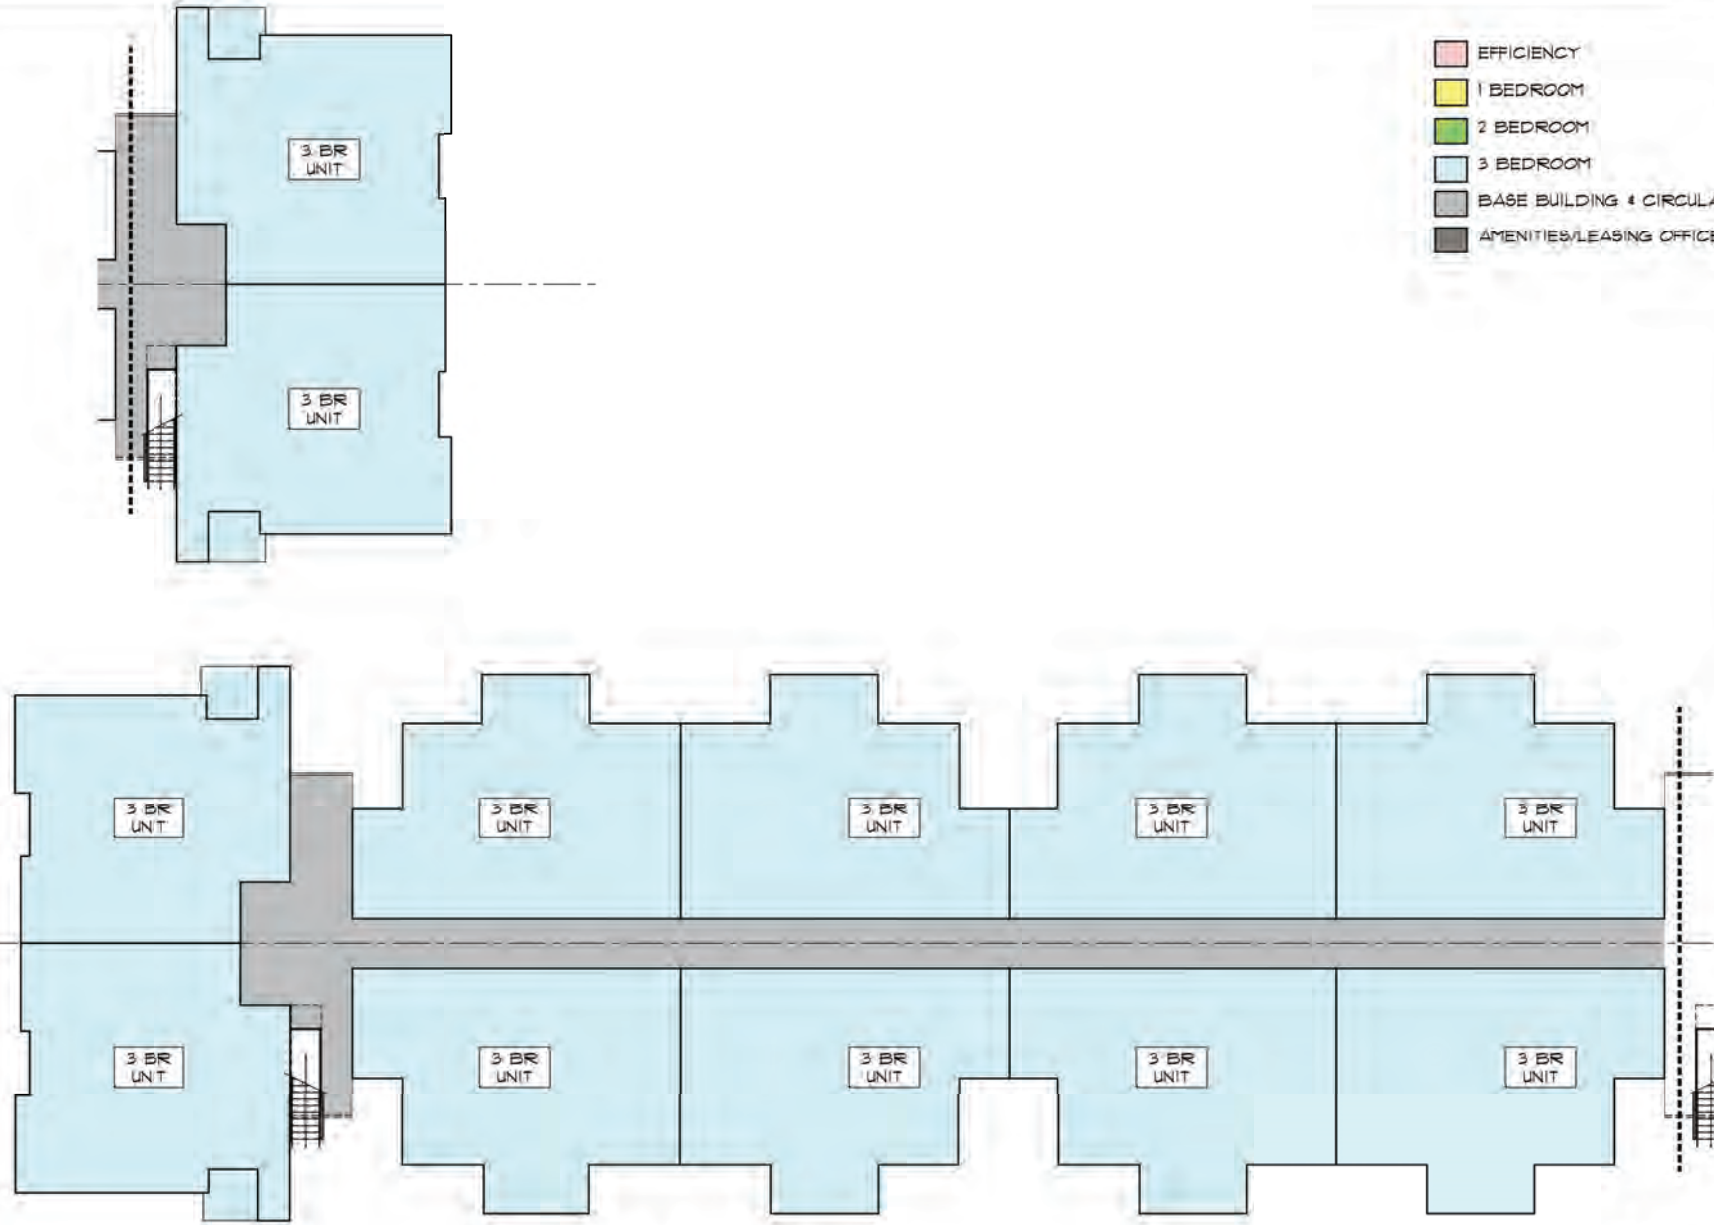 EFFICIENCY
1 BEDROOM
2 BEDROOM
3 BEDROOM
BASE BUILDING & CIRCULA
AMENITIES/LEASING OFFICE
3 BR
UNIT
3 BR
UNIT
3 BR
UNIT
3 BR
UNIT
3 BR
UNIT
3 BR
UNIT
3 BR
UNIT
3 BR
UNIT
3 BR
UNIT
3 BR
UNIT
3 BR
UNIT
3 BR
UNIT